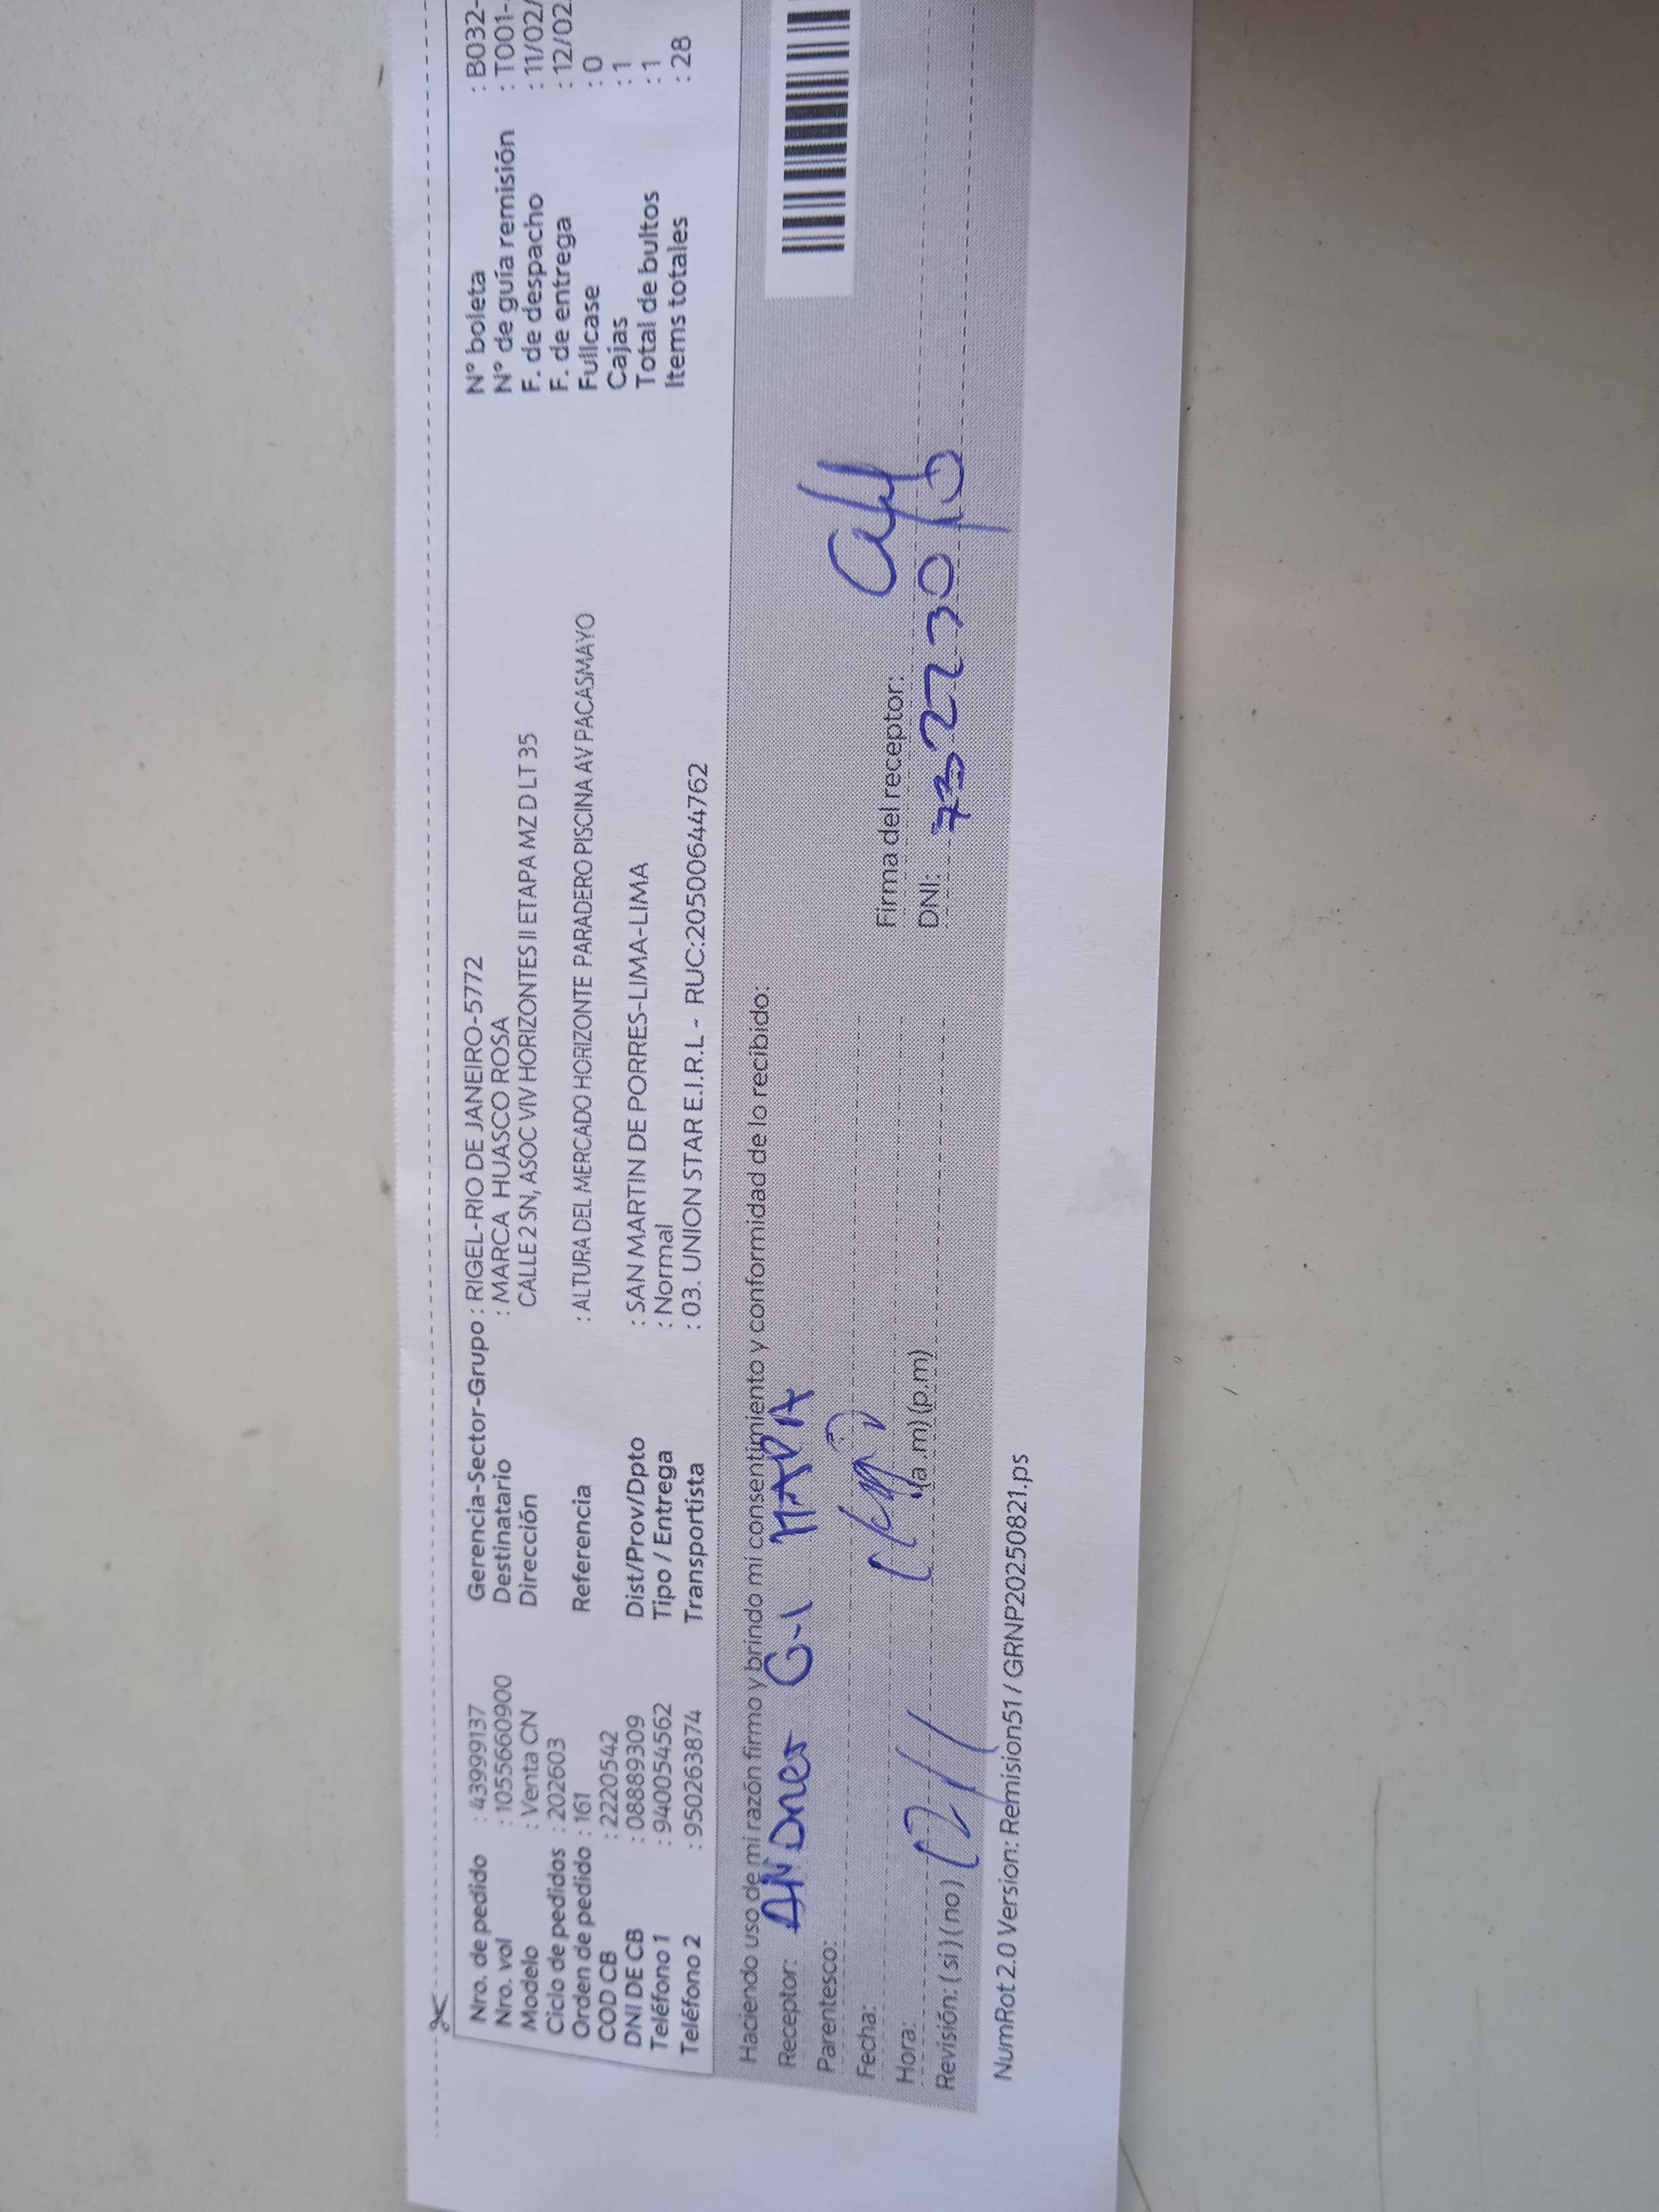 Nro. de pedido : 43999137
Nro. vol : 1055660900
Modelo : Venta CN
Ciclo de pedidos : 202603
Orden de pedido : 161
COD CB : 2220542
DNI DE CB : 08889309
Teléfono 1 : 940054562
Teléfono 2 : 950263874
Gerencia-Sector-Grupo : RIGEL-RIO DE JANEIRO-5772
Destinatario : MARCA HUASCO ROSA
Dirección CALLE 2 SN, ASOC VIV HORIZONTES II ETAPA MZ D LT 35
Referencia : ALTURA DEL MERCADO HORIZONTE PARADERO PISCINA AV PACASMAYO
Dist/Prov/Dpto : SAN MARTIN DE PORRES-LIMA-LIMA
Tipo / Entrega : Normal
Transportista : 03. UNION STAR E.I.R.L - RUC:20500644762
N° boleta : B032-
N° de guía remisión : T001-
F. de despacho : 11/02/
F. de entrega : 12/02
Fullcase : 0
Cajas : 1
Total de bultos : 1
Items totales : 28
Haciendo uso de mi razón firmo y brindo mi consentimiento y conformidad de lo recibido:
Receptor:
Parentesco:
Fecha:
Hora: (a.m) (p.m)
Revisión: ( si ) ( no )
Firma del receptor:
DNI:
NumRot 2.0 Version: Remision51 / GRNP20250821.ps